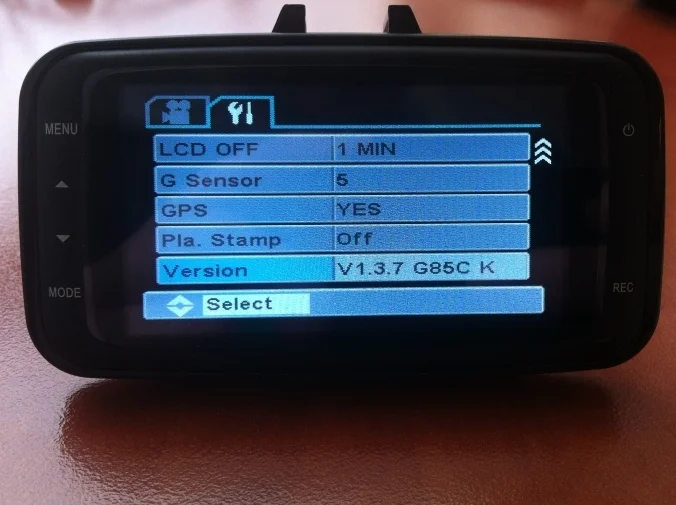 MENU
LCD OFF 1 MIN
G Sensor 5
GPS YES
Pla. Stamp Off
Version V1.3.7 G85C K
MODE
REC
Select